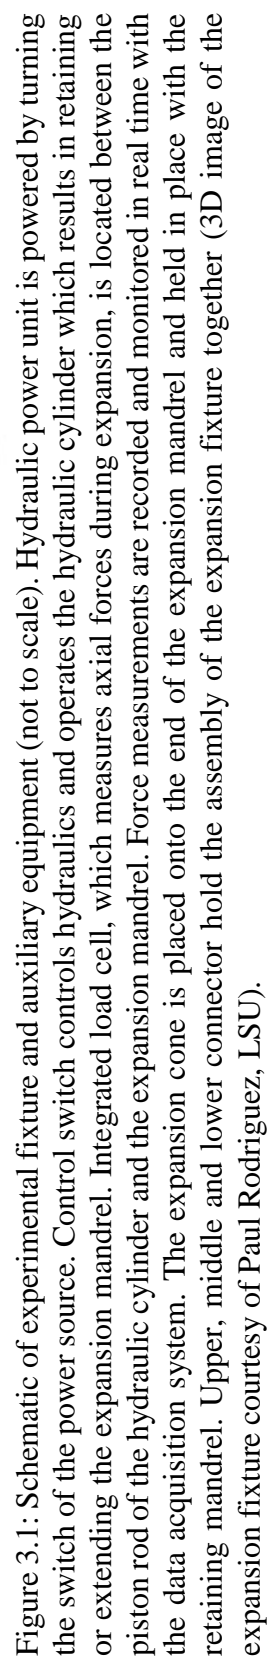 Figure 3.1: Schematic of experimental fixture and auxiliary equipment (not to scale). Hydraulic power unit is powered by turning
the switch of the power source. Control switch controls hydraulics and operates the hydraulic cylinder which results in retaining
or extending the expansion mandrel. Integrated load cell, which measures axial forces during expansion, is located between the
piston rod of the hydraulic cylinder and the expansion mandrel. Force measurements are recorded and monitored in real time with
the data acquisition system. The expansion cone is placed onto the end of the expansion mandrel and held in place with the
retaining mandrel. Upper, middle and lower connector hold the assembly of the expansion fixture together (3D image of the
expansion fixture courtesy of Paul Rodriguez, LSU).